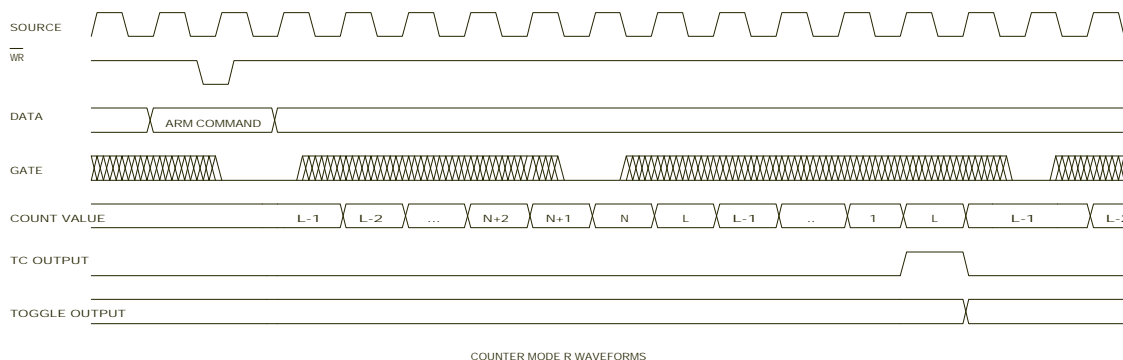 SOURCE
WR
DATA ARM COMMAND
GATE
COUNT VALUE L-1 L-2 ... N+2 N+1 N L L-1 .. 1 L L-1 L-2
TC OUTPUT
TOGGLE OUTPUT
COUNTER MODE R WAVEFORMS